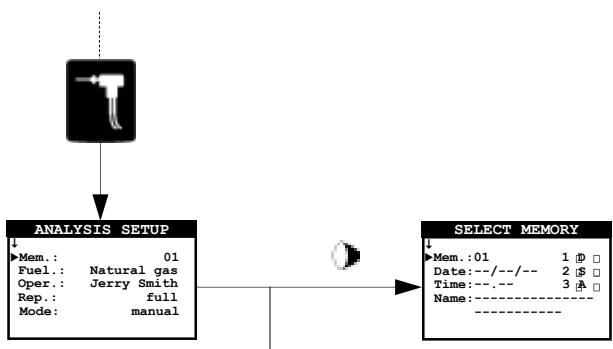 ANALYSIS SETUP
Mem.: 01
Fuel.: Natural gas
Oper.: Jerry Smith
Rep.: full
Mode: manual
SELECT MEMORY
Mem.:01 1 D
Date:--/--/-- 2 S
Time:--.-- 3 A
Name:---------------
-----------